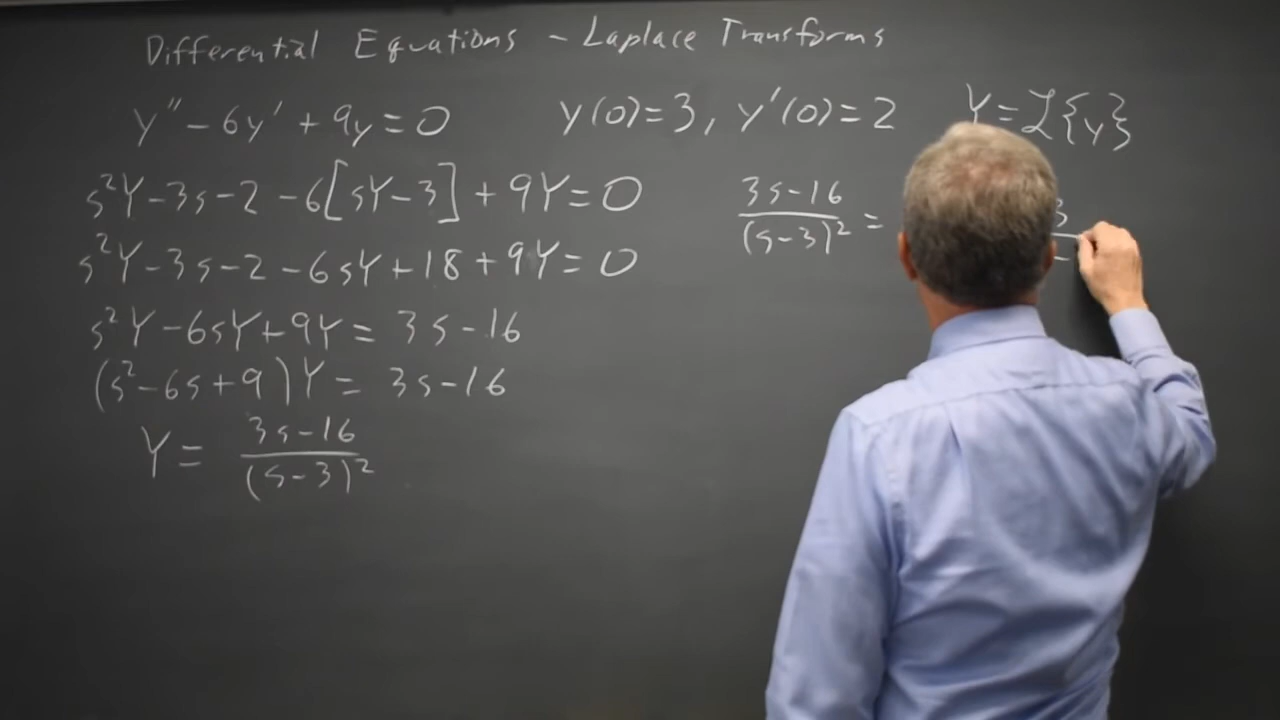 Differential Equations - Laplace Transforms
y'' - 6y' + 9y = 0    y(0) = 3, y'(0) = 2    Y = ℒ{y}
s²Y - 3s - 2 - 6[sY - 3] + 9Y = 0
s²Y - 3s - 2 - 6sY + 18 + 9Y = 0
s²Y - 6sY + 9Y = 3s - 16
(s² - 6s + 9)Y = 3s - 16
Y = (3s - 16)/(s - 3)²
(3s - 16)/(s - 3)² =